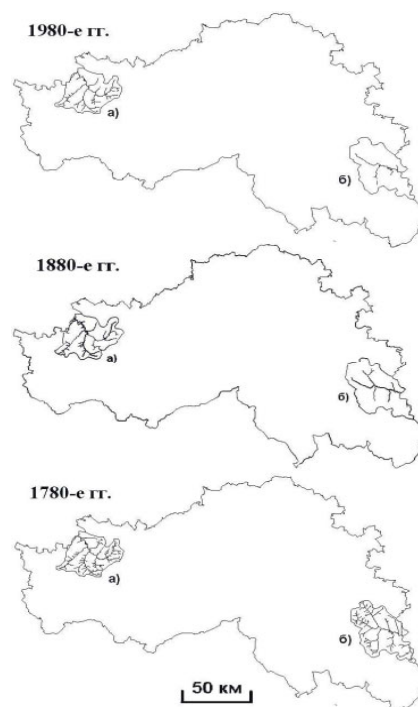 1980-е гг.
а)
б)
1880-е гг.
а)
б)
1780-е гг.
а)
б)
50 км